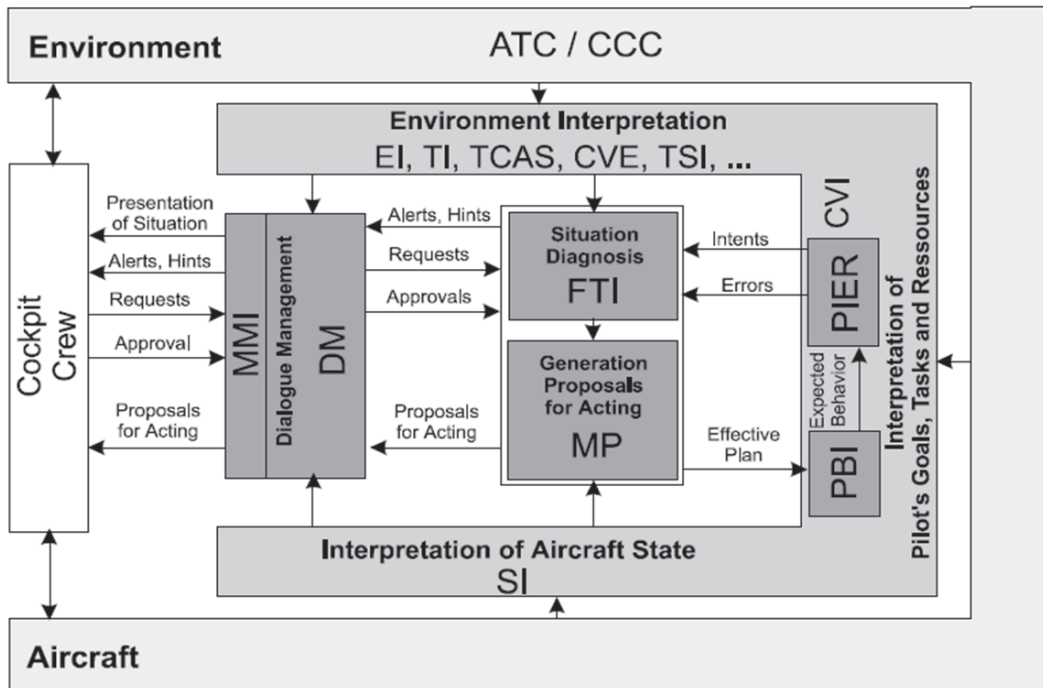 Environment
ATC / CCC
Environment Interpretation
EI, TI, TCAS, CVE, TSI, ...
Cockpit
Crew
Presentation
of Situation
Alerts, Hints
Requests
Approval
Proposals
for Acting
MMI
Dialogue Management
DM
Alerts, Hints
Requests
Approvals
Proposals
for Acting
Situation
Diagnosis
FTI
Generation
Proposals
for Acting
MP
Intents
Errors
Effective
Plan
CVI
PIER
Expected
Behavior
PBI
Interpretation of
Pilot's Goals, Tasks and Ressources
Interpretation of Aircraft State
SI
Aircraft